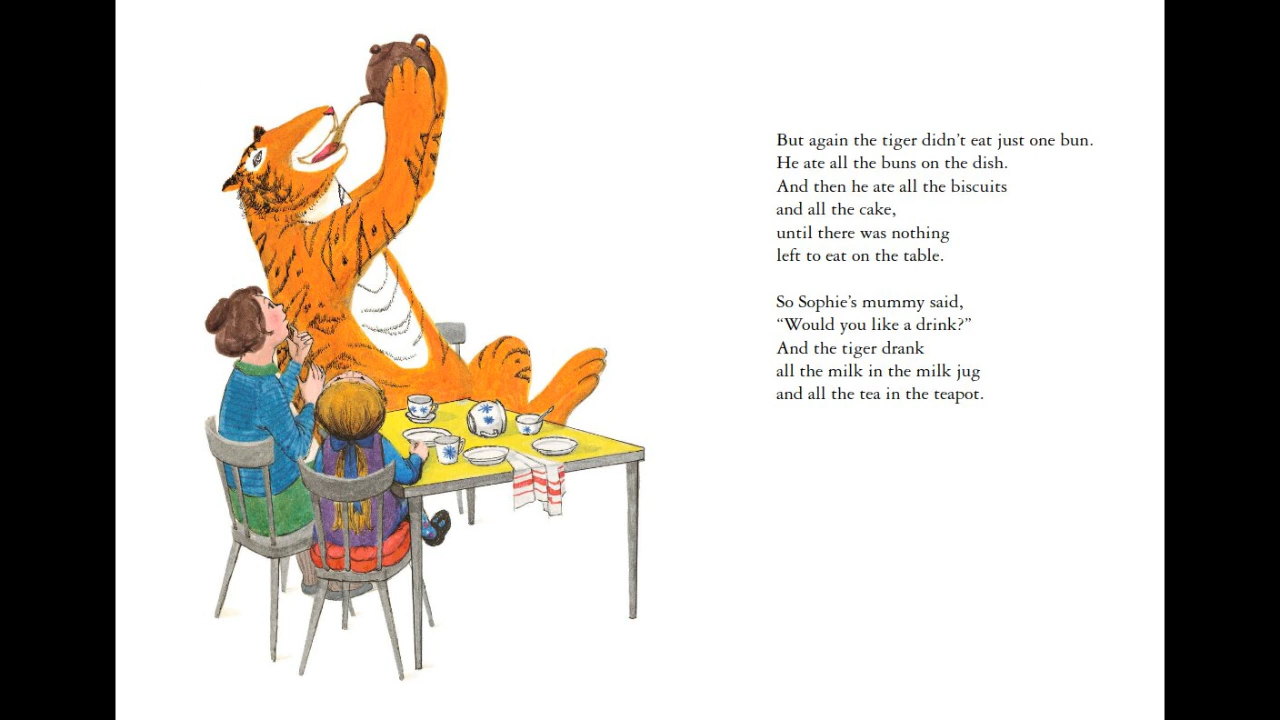 But again the tiger didn’t eat just one bun.
He ate all the buns on the dish.
And then he ate all the biscuits
and all the cake,
until there was nothing
left to eat on the table.
So Sophie’s mummy said,
“Would you like a drink?”
And the tiger drank
all the milk in the milk jug
and all the tea in the teapot.